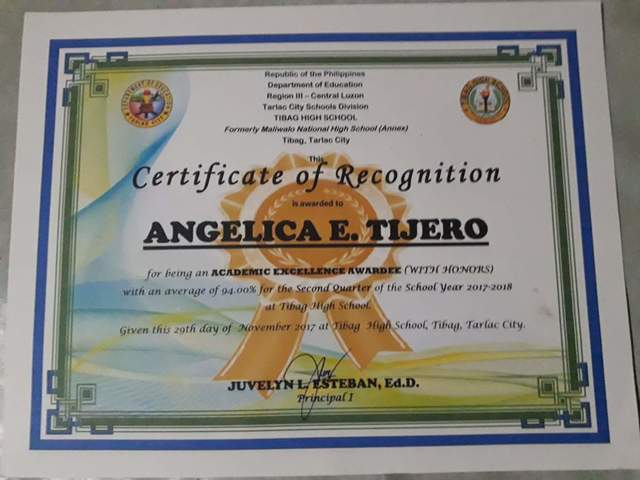 Republic of the Philippines
Department of Education
Region III – Central Luzon
Tarlac City Schools Division
TIBAG HIGH SCHOOL
Formerly Maliwalo National High School (Annex)
Tibag, Tarlac City
This
Certificate of Recognition
is awarded to
ANGELICA E. TIJERO
for being an ACADEMIC EXCELLENCE AWARDEE (WITH HONORS)
with an average of 94.00% for the Second Quarter of the School Year 2017-2018
at Tibag High School.
Given this 29th day of November 2017 at Tibag High School, Tibag, Tarlac City.
JUVELYN L. ESTEBAN, Ed.D.
Principal I